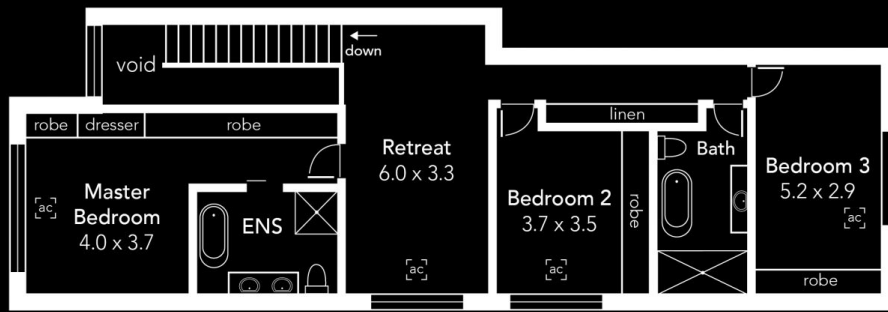 down
void
robe
dresser
robe
linen
Retreat
6.0 x 3.3
Bath
Bedroom 3
5.2 x 2.9
Master
Bedroom
4.0 x 3.7
ac
Bedroom 2
3.7 x 3.5
robe
ENS
ac
ac
ac
robe